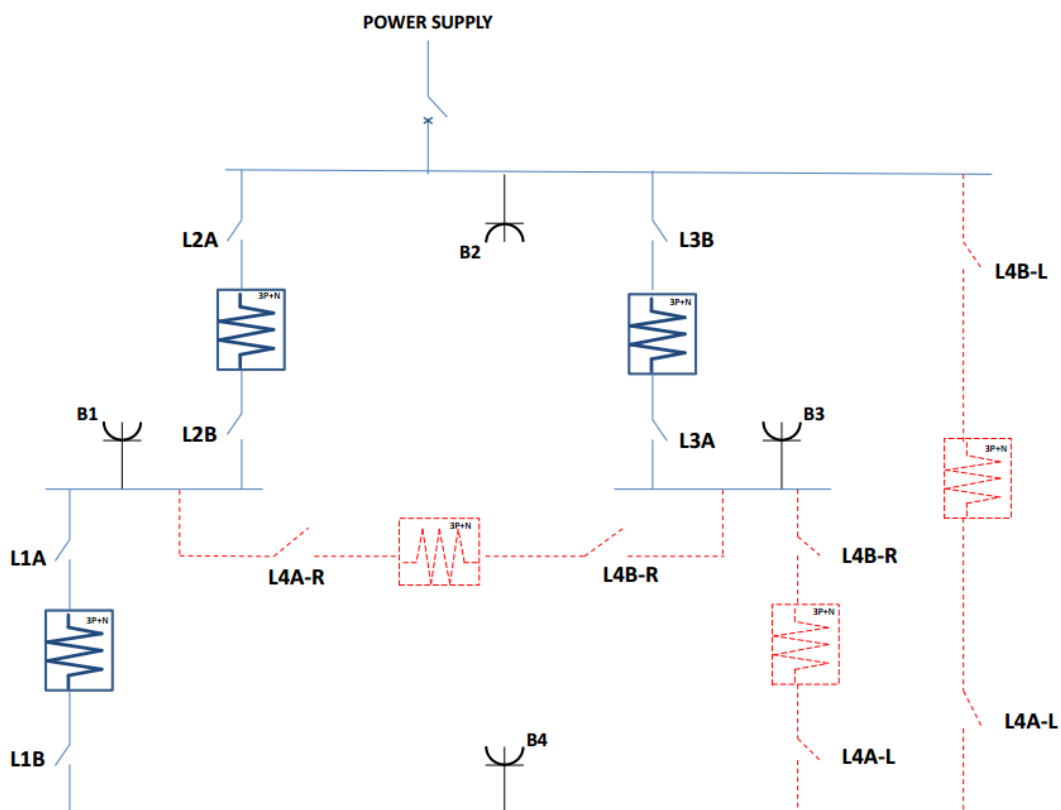 POWER SUPPLY
L2A
B2
L3B
L4B-L
3P+N
3P+N
B1
L2B
L3A
B3
3P+N
L1A
L4A-R
3P+N
L4B-R
L4B-R
3P+N
3P+N
L1B
B4
L4A-L
L4A-L